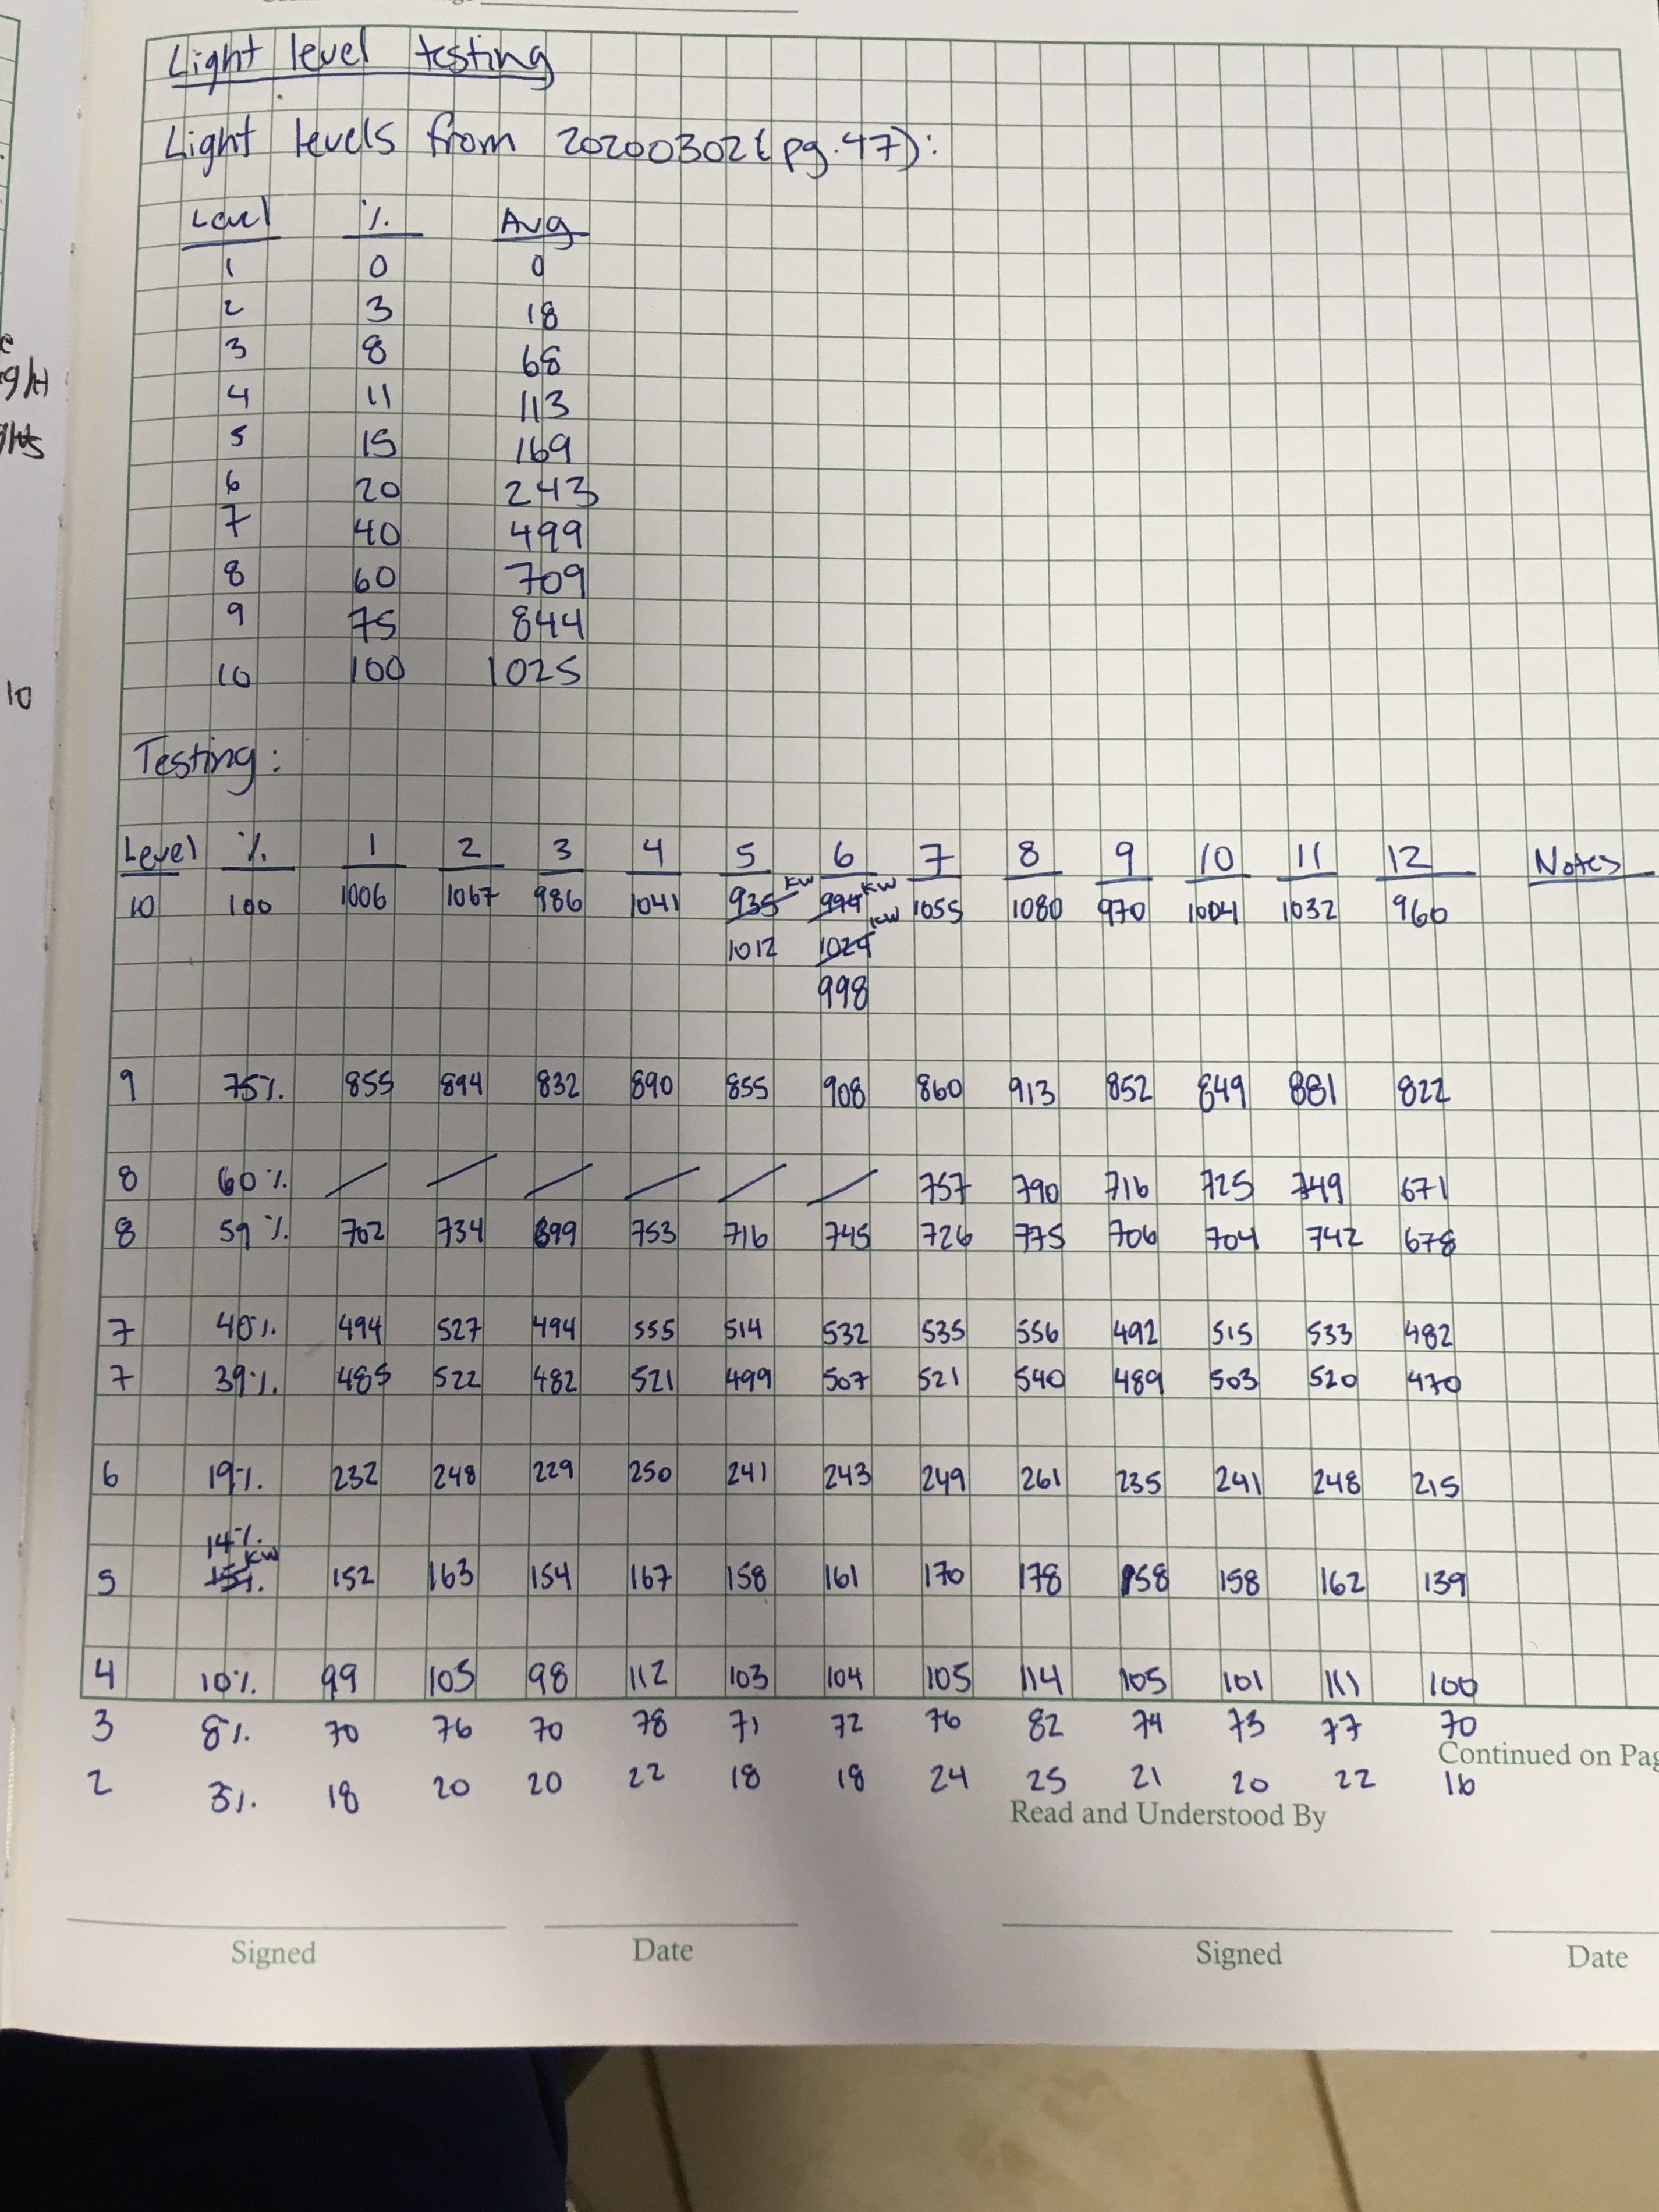 Light level testing
Light levels from 20200302 (pg.47):
Level % Avg
1 0 0
2 3 18
3 8 68
4 11 113
5 15 169
6 20 243
7 40 499
8 60 709
9 75 844
10 100 1025
10
Testing:
Level % 1 2 3 4 5 6 7 8 9 10 11 12 Notes
10 100 1006 1067 986 1041 935 KW 994 KW 1055 1080 970 1004 1032 960
1012 1024 KW
998
9 75% 855 894 832 890 855 908 860 913 852 849 881 822
8 60% / / / / / / 757 790 716 725 749 671
8 59% 702 734 699 753 716 745 726 775 706 704 742 678
7 40% 494 527 494 555 514 532 535 556 492 515 533 482
7 39% 485 522 482 521 499 507 521 540 489 503 520 470
6 19% 232 248 229 250 241 243 249 261 235 241 248 215
14%
KW
5 15% 152 163 154 167 158 161 170 178 158 158 162 139
4 10% 99 105 98 112 103 104 105 114 105 101 111 100
3 8% 70 76 70 78 71 72 76 82 74 73 77 70
Continued on Pag
2 3% 18 20 20 22 18 18 24 25 21 20 22 16
Read and Understood By
Signed Date Signed Date